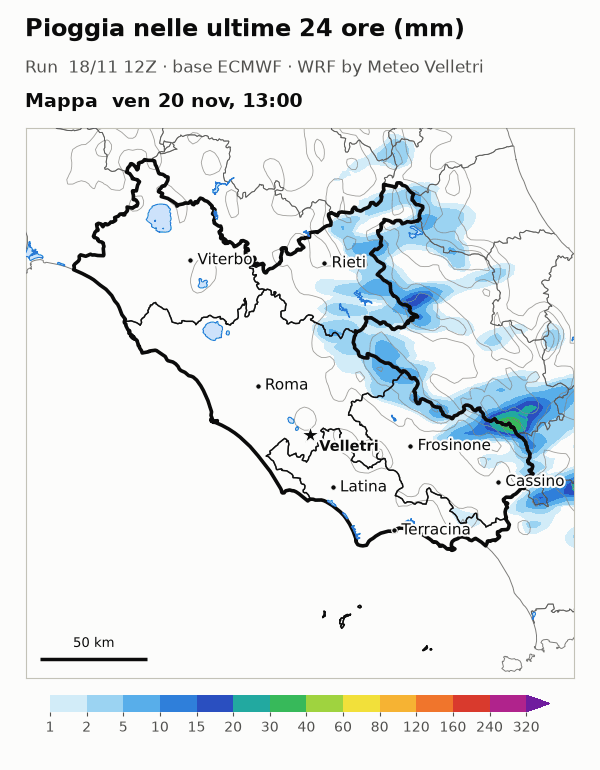 Pioggia nelle ultime 24 ore (mm)
Run  18/11 12Z · base ECMWF · WRF by Meteo Velletri
Mappa  ven 20 nov, 13:00
Viterbo
Rieti
Roma
Velletri
Frosinone
Latina
Cassino
Terracina
50 km
1 2 5 10 15 20 30 40 60 80 120 160 240 320